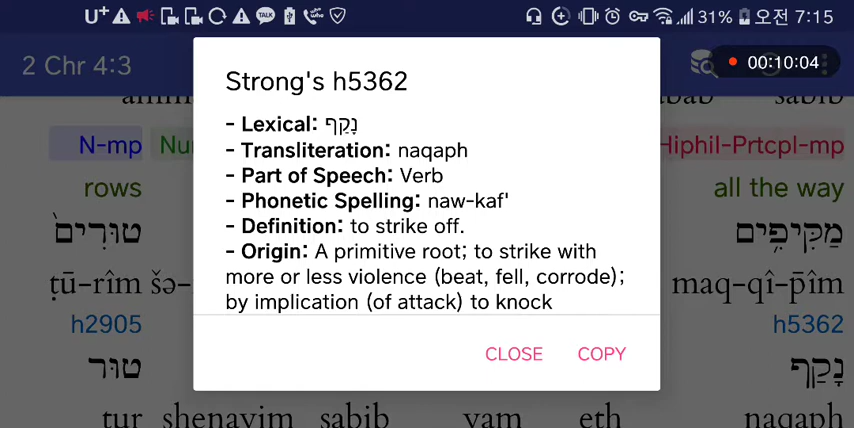 U+ 31% 오전 7:15
2 Chr 4:3
00:10:04
sabib
N-mp
Hiphil-Prtcpl-mp
rows
all the way
טוּרִים֙
מַקִּיפִ֥ים
ṭū-rîm šə-
maq-qî-p̄îm
h2905
h5362
טוּר
נָקַף
tur shenayim sabib yam eth naqaph
Strong's h5362
- Lexical: נָקַף
- Transliteration: naqaph
- Part of Speech: Verb
- Phonetic Spelling: naw-kaf'
- Definition: to strike off.
- Origin: A primitive root; to strike with
more or less violence (beat, fell, corrode);
by implication (of attack) to knock
CLOSE COPY